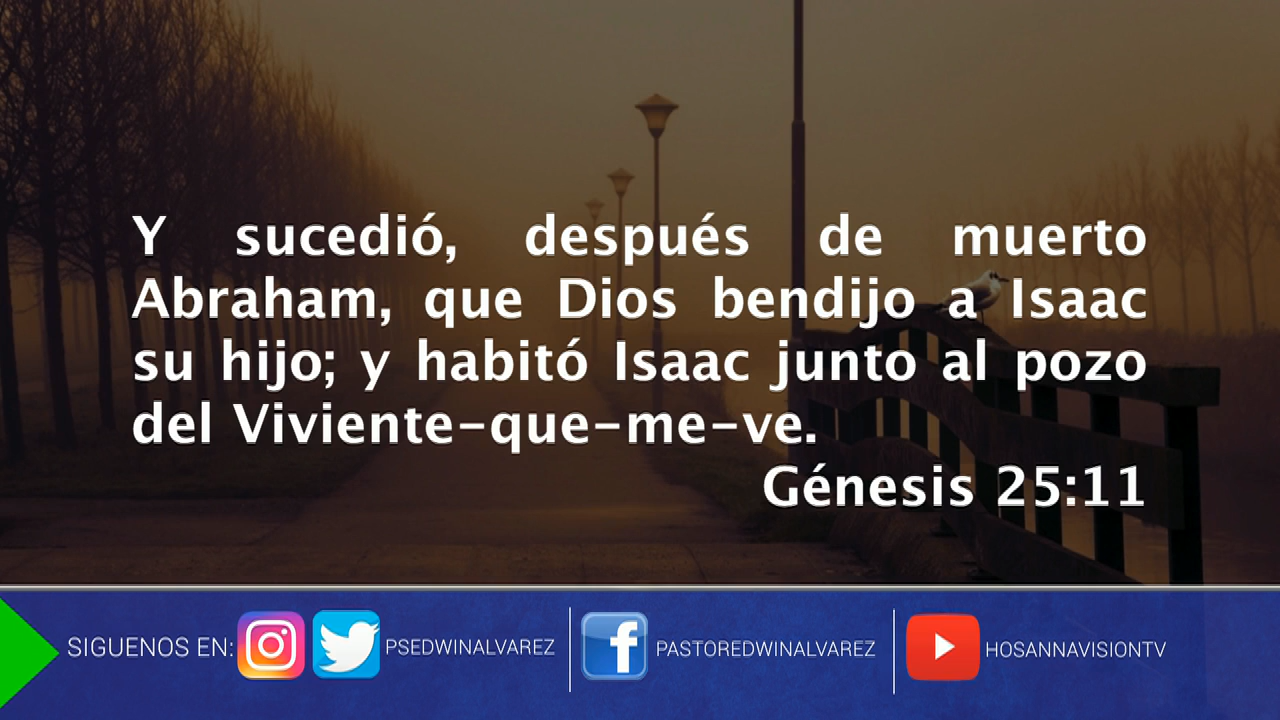 Y sucedió, después de muerto
Abraham, que Dios bendijo a Isaac
su hijo; y habitó Isaac junto al pozo
del Viviente-que-me-ve.
Génesis 25:11
SIGUENOS EN: PSEDWINALVAREZ PASTOREDWINALVAREZ HOSANNAVISIONTV